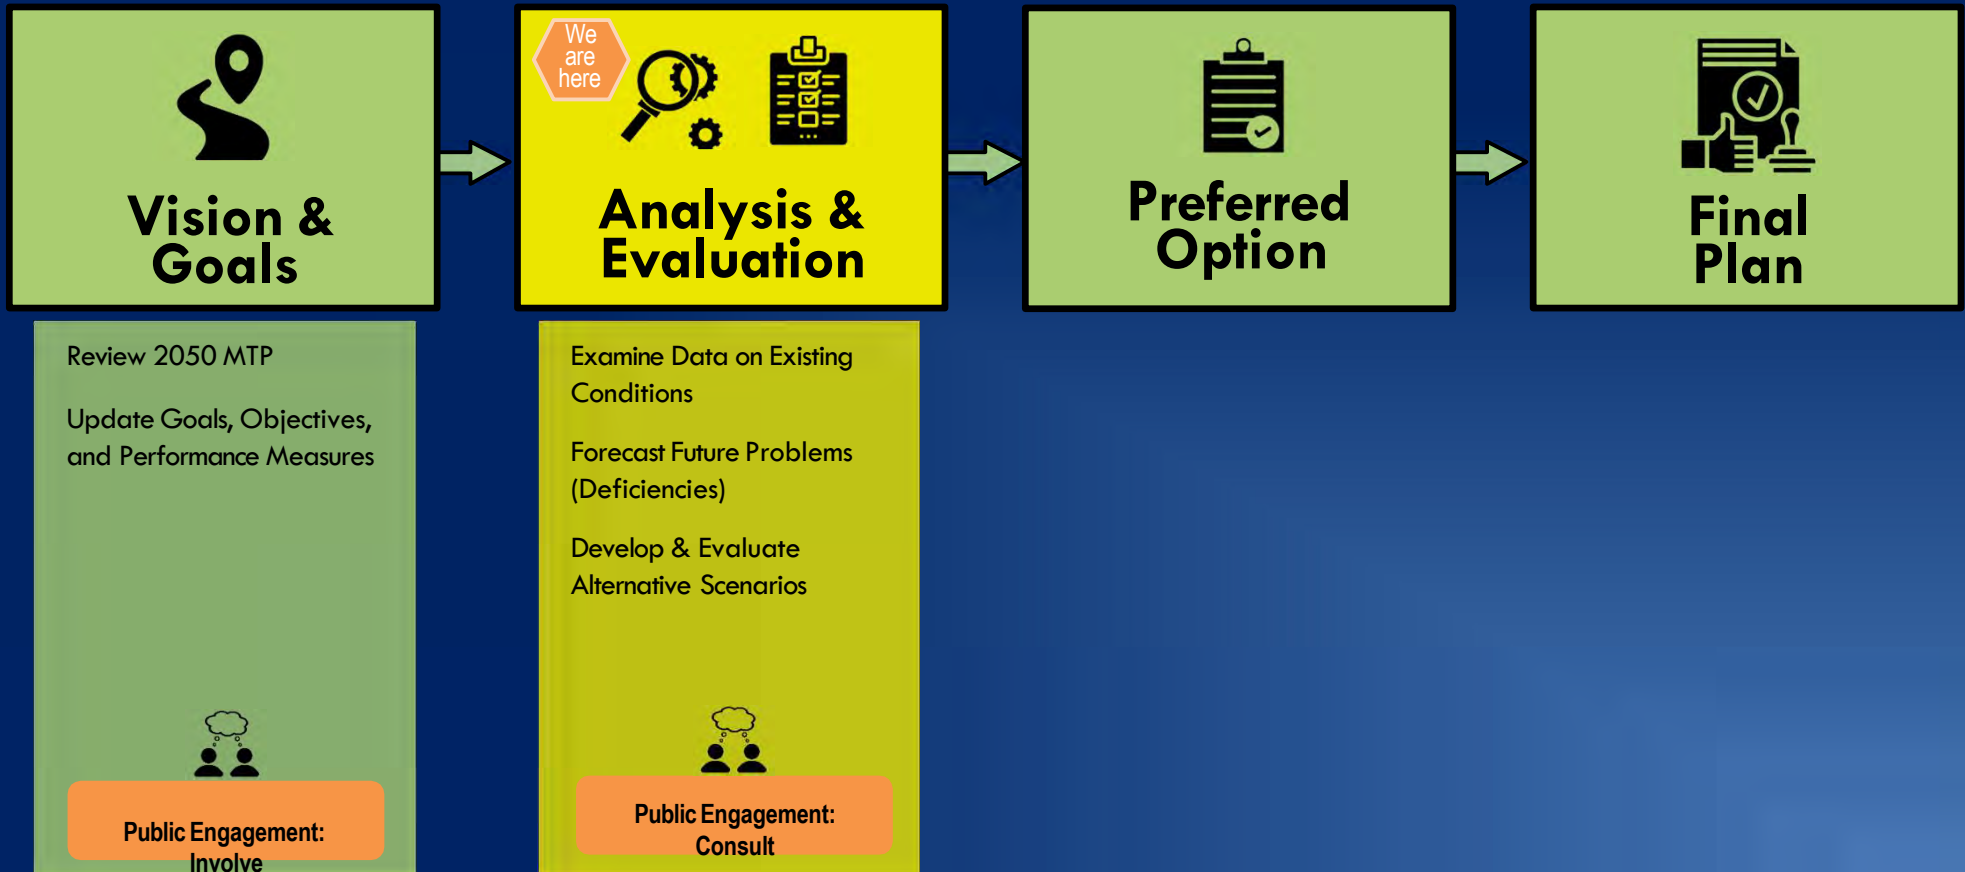 We
are
here
Vision &
Goals
Analysis &
Evaluation
Preferred
Option
Final
Plan
Review 2050 MTP
Update Goals, Objectives,
and Performance Measures
Public Engagement:
Involve
Examine Data on Existing
Conditions
Forecast Future Problems
(Deficiencies)
Develop & Evaluate
Alternative Scenarios
Public Engagement:
Consult